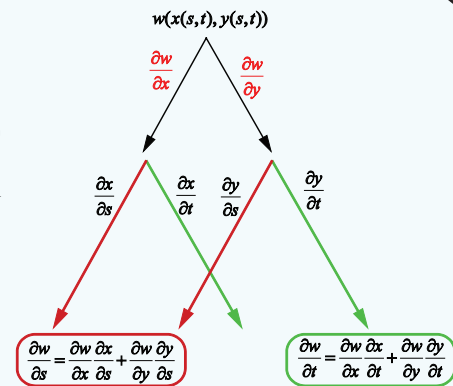 w(x(s,t), y(s,t))
∂w/∂x ∂w/∂y
∂x/∂s ∂x/∂t ∂y/∂s ∂y/∂t
∂w/∂s = ∂w/∂x ∂x/∂s + ∂w/∂y ∂y/∂s
∂w/∂t = ∂w/∂x ∂x/∂t + ∂w/∂y ∂y/∂t